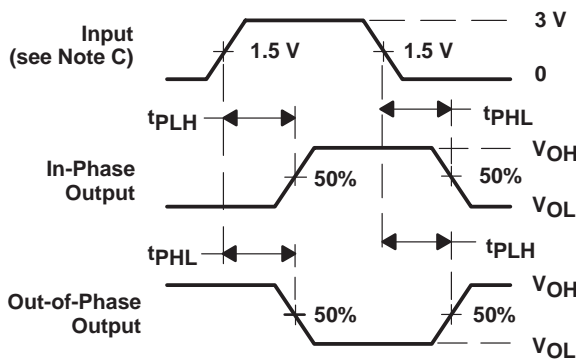 3 V
Input
(see Note C)
1.5 V
1.5 V
0
tPLH
tPHL
VOH
In-Phase
Output
50%
50%
VOL
tPHL
tPLH
VOH
Out-of-Phase
Output
50%
50%
VOL